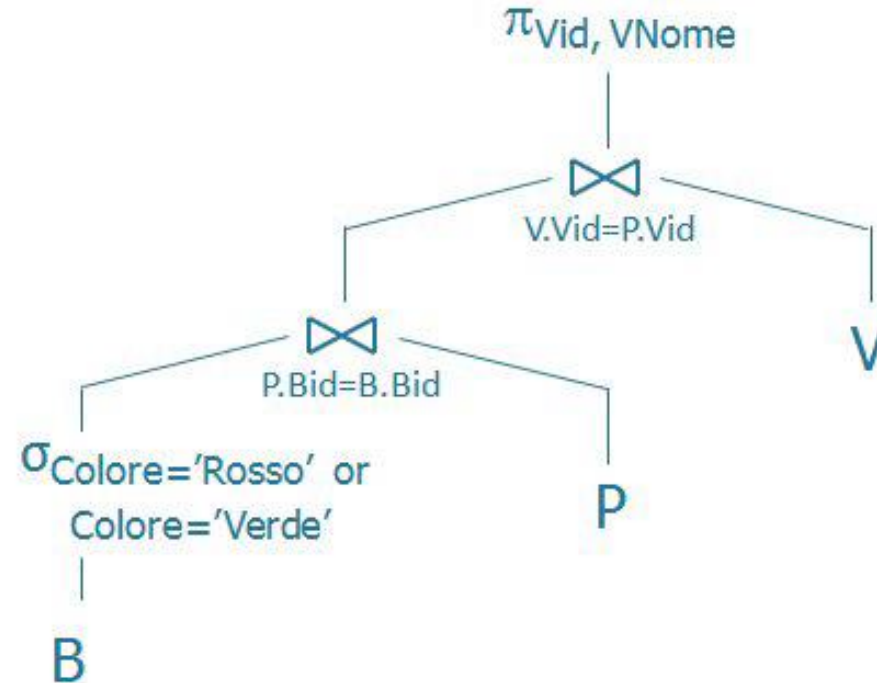 πVid, VNome
⋈
V.Vid=P.Vid
V
⋈
P.Bid=B.Bid
σColore=’Rosso’ or
Colore=’Verde’
P
B